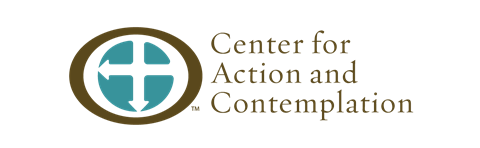 Center for
Action and
Contemplation
™